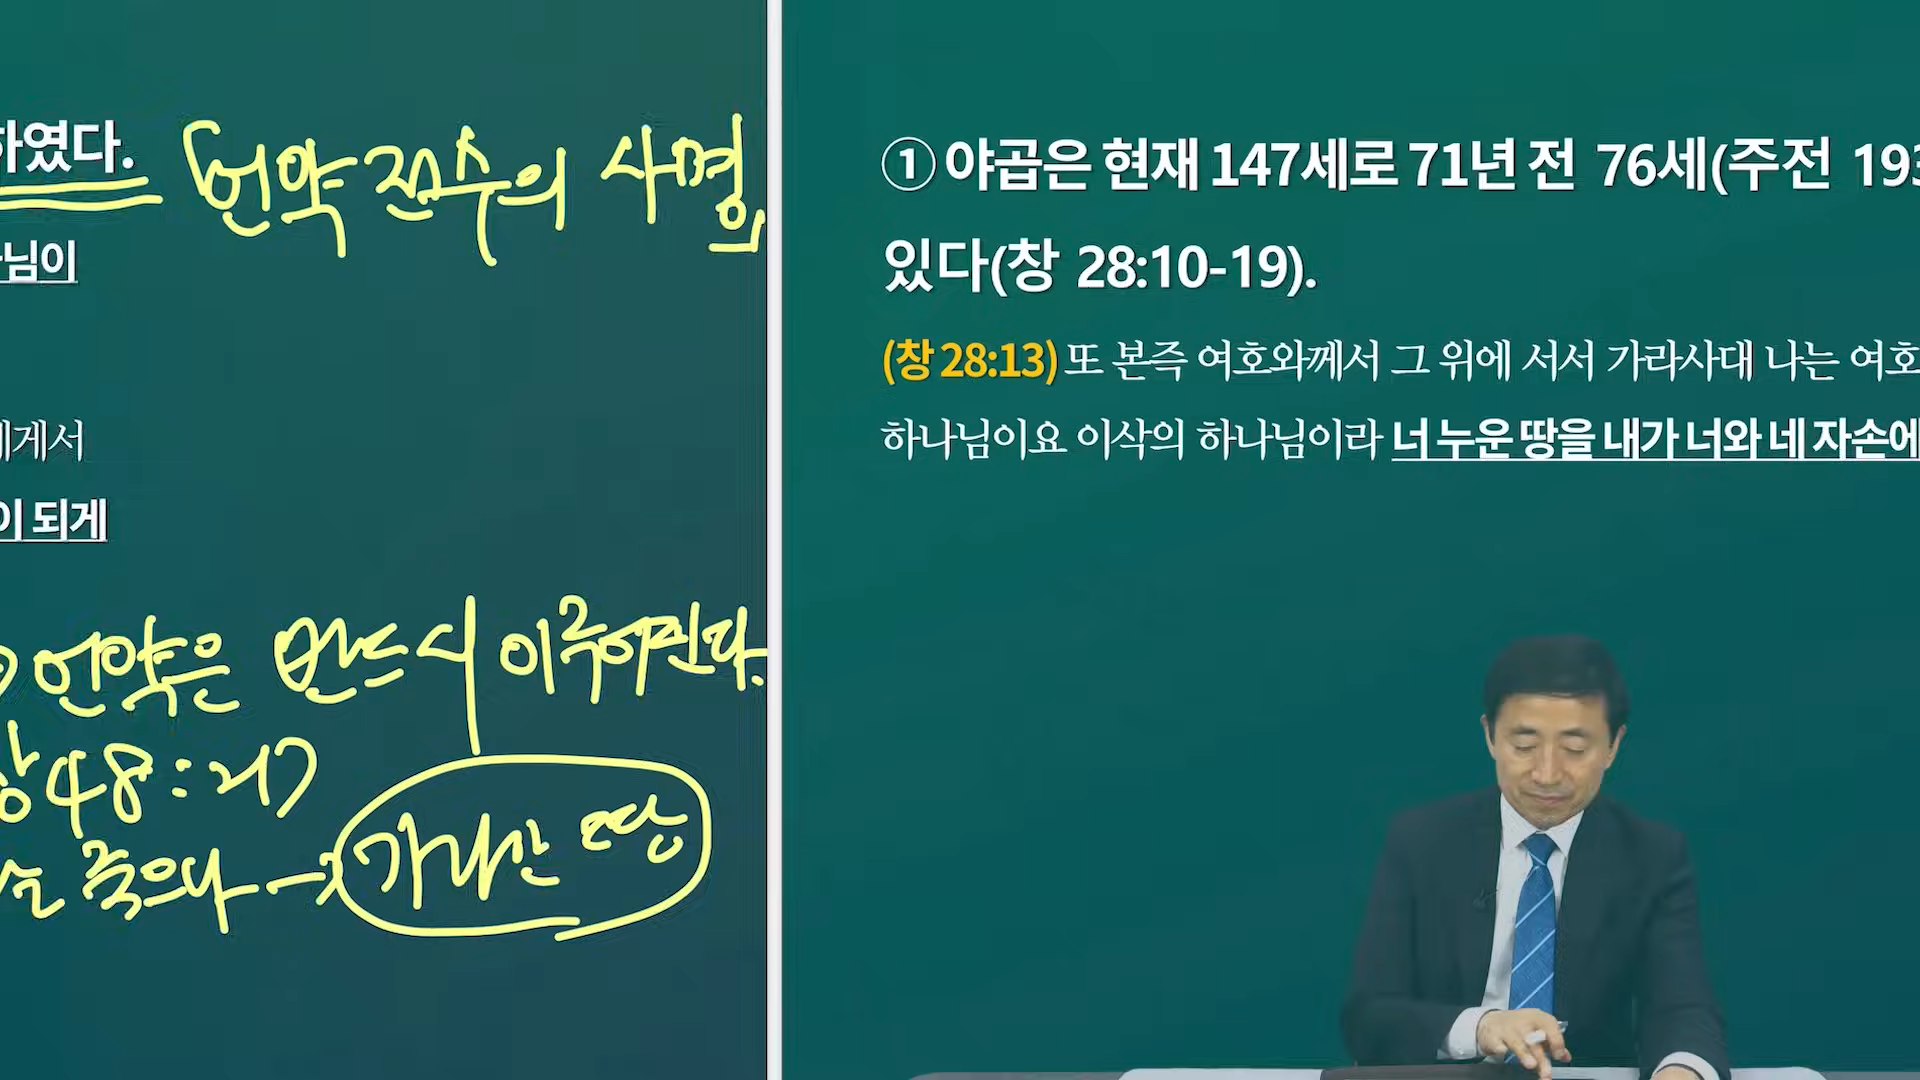 하였다. 「언약 전수의 사명」
님이
에게서
이 되게
언약은 반드시 이루어진다.
창48:21)
죽으나 → 가나안 땅
① 야곱은 현재 147세로 71년 전 76세(주전 193
있다(창 28:10-19).
(창 28:13) 또 본즉 여호와께서 그 위에 서서 가라사대 나는 여호
하나님이요 이삭의 하나님이라 너 누운 땅을 내가 너와 네 자손에